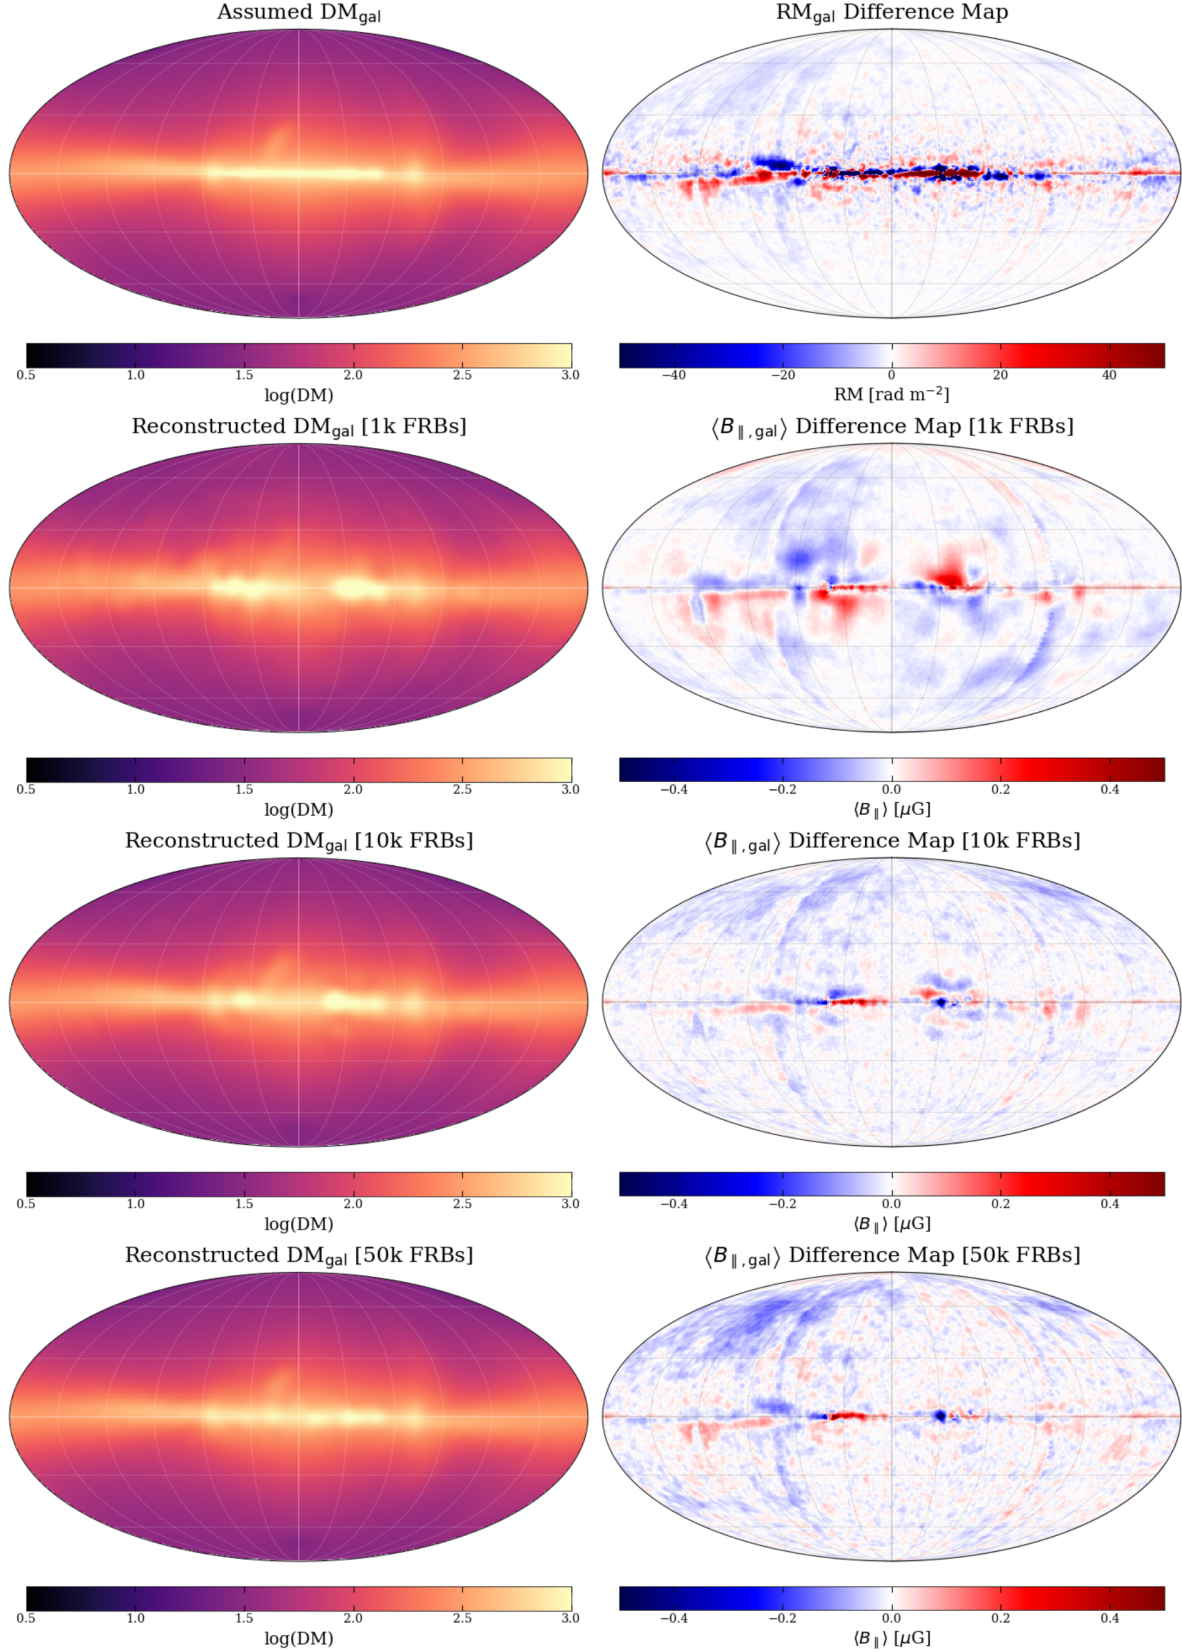 Assumed DM_gal
RM_gal Difference Map
0.5 1.0 1.5 2.0 2.5 3.0
log(DM)
−40 −20 0 20 40
RM [rad m⁻²]
Reconstructed DM_gal [1k FRBs]
⟨B_∥,gal⟩ Difference Map [1k FRBs]
0.5 1.0 1.5 2.0 2.5 3.0
log(DM)
−0.4 −0.2 0.0 0.2 0.4
⟨B_∥⟩ [μG]
Reconstructed DM_gal [10k FRBs]
⟨B_∥,gal⟩ Difference Map [10k FRBs]
0.5 1.0 1.5 2.0 2.5 3.0
log(DM)
−0.4 −0.2 0.0 0.2 0.4
⟨B_∥⟩ [μG]
Reconstructed DM_gal [50k FRBs]
⟨B_∥,gal⟩ Difference Map [50k FRBs]
0.5 1.0 1.5 2.0 2.5 3.0
log(DM)
−0.4 −0.2 0.0 0.2 0.4
⟨B_∥⟩ [μG]